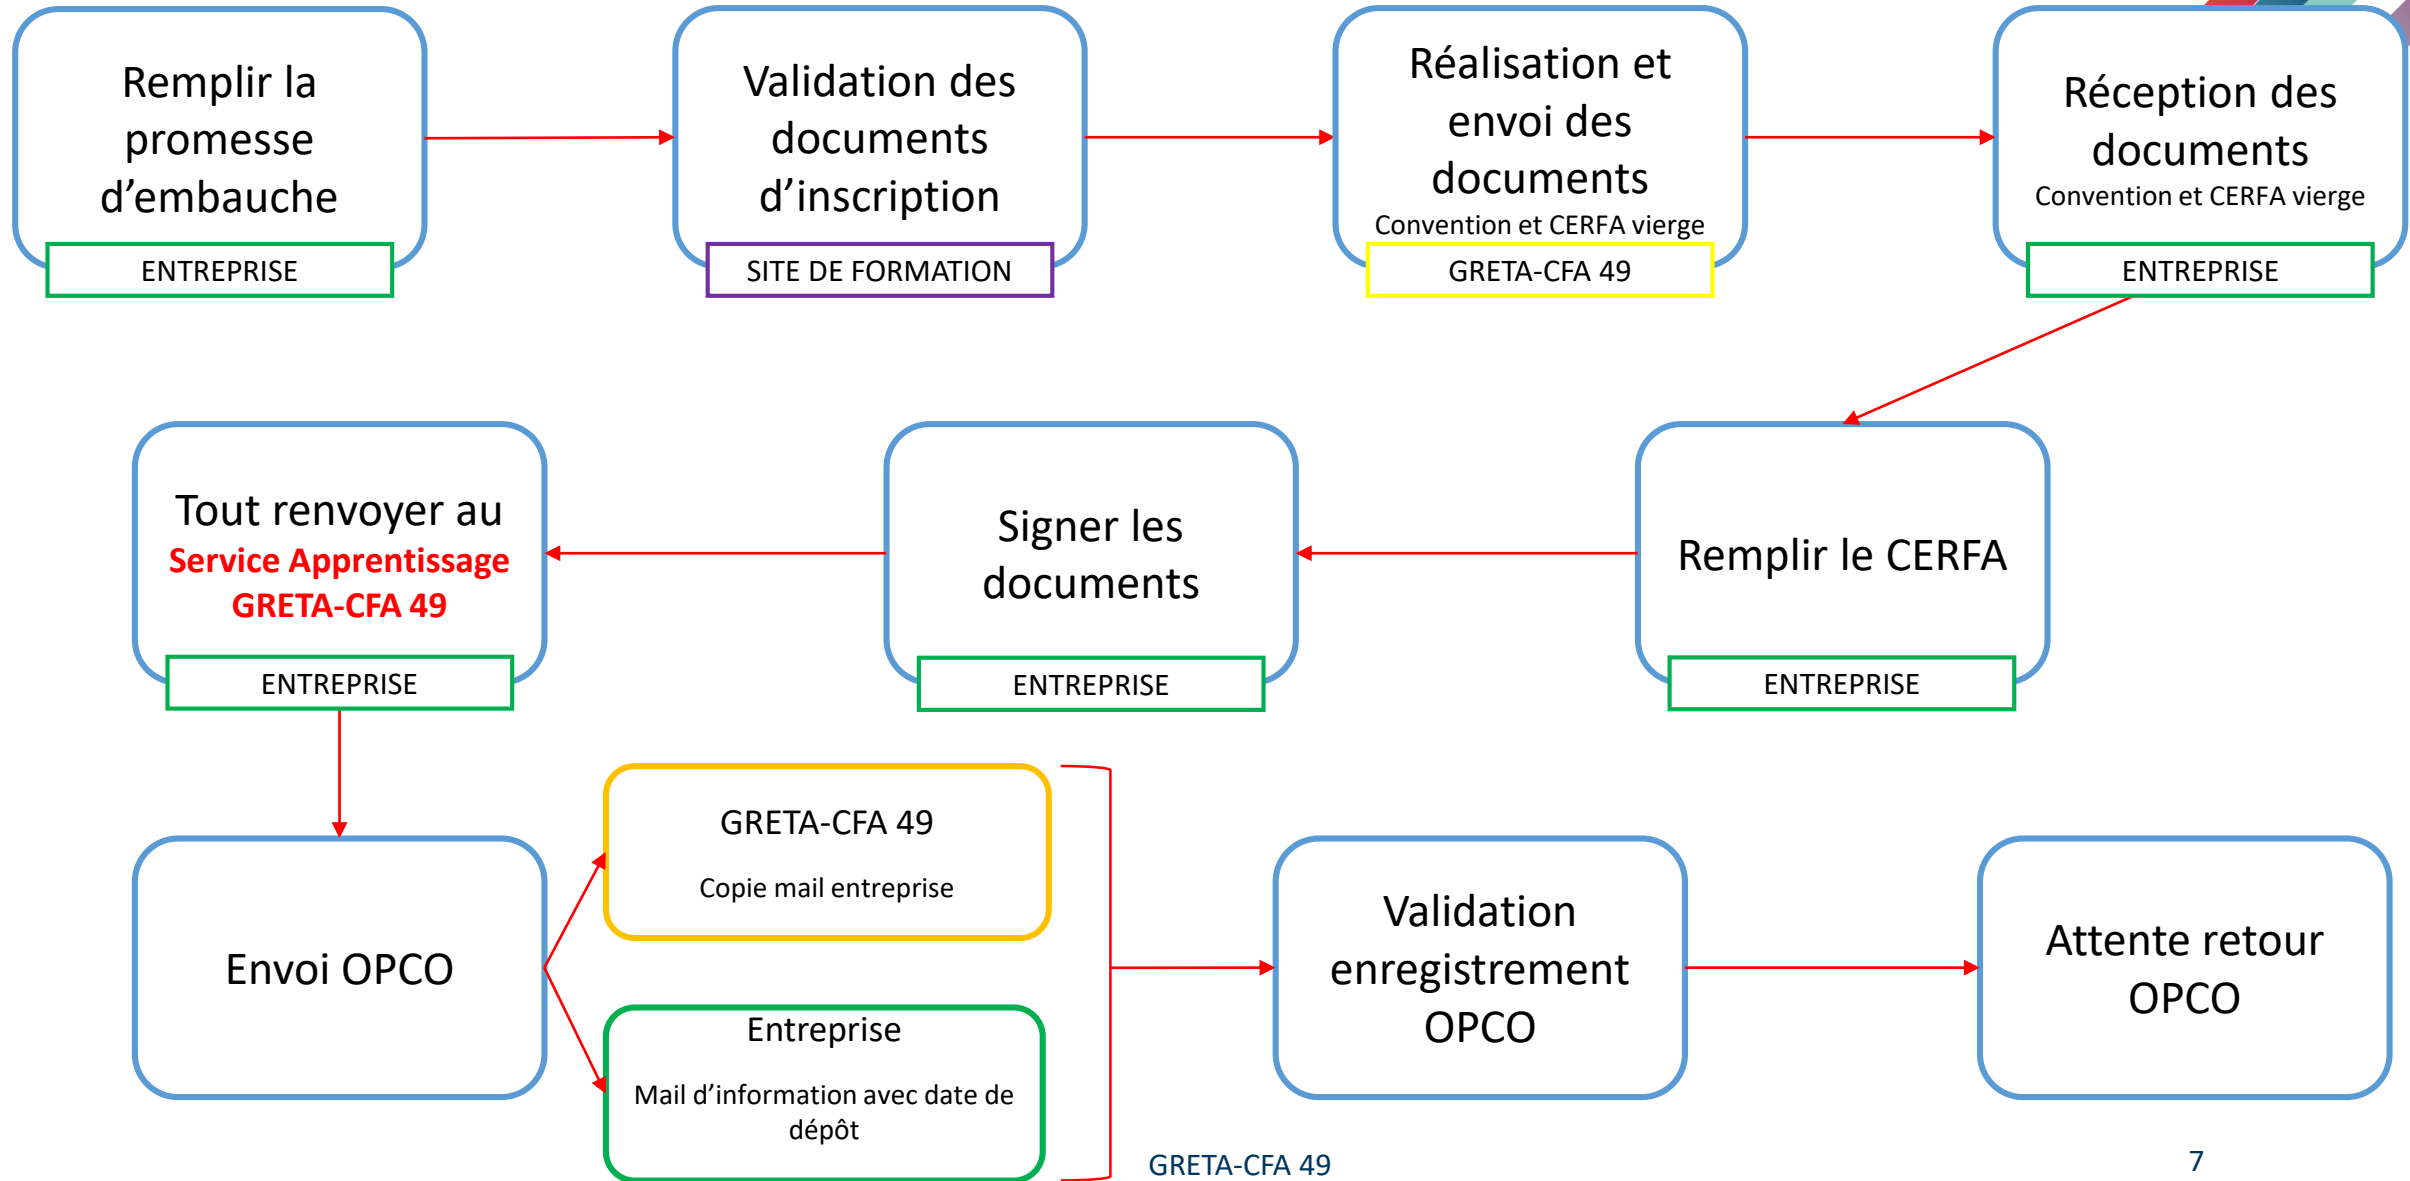 Remplir la
promesse
d’embauche
ENTREPRISE
Validation des
documents
d’inscription
SITE DE FORMATION
Réalisation et
envoi des
documents
Convention et CERFA vierge
GRETA-CFA 49
Réception des
documents
Convention et CERFA vierge
ENTREPRISE
Remplir le CERFA
ENTREPRISE
Signer les
documents
ENTREPRISE
Tout renvoyer au
Service Apprentissage
GRETA-CFA 49
ENTREPRISE
Envoi OPCO
GRETA-CFA 49
Copie mail entreprise
Entreprise
Mail d’information avec date de
dépôt
Validation
enregistrement
OPCO
Attente retour
OPCO
GRETA-CFA 49
7